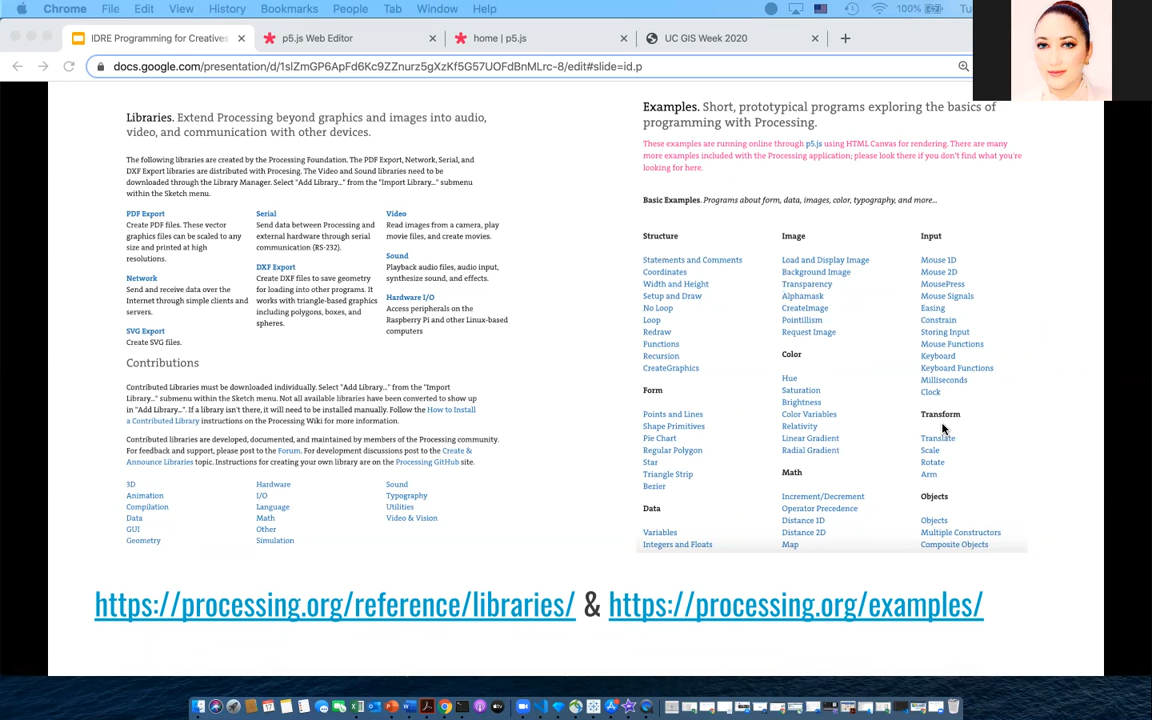 Chrome File Edit View History Bookmarks People Tab Window Help 100%
IDRE Programming for Creatives p5.js Web Editor home | p5.js UC GIS Week 2020
docs.google.com/presentation/d/1slZmGP6ApFd6Kc9ZZnurz5gXzKf5G57UOFdBnMLrc-8/edit#slide=id.p
Libraries. Extend Processing beyond graphics and images into audio,
video, and communication with other devices.
The following libraries are created by the Processing Foundation. The PDF Export, Network, Serial, and
DXF Export libraries are distributed with Processing. The Video and Sound libraries need to be
downloaded through the Library Manager. Select "Add Library..." from the "Import Library..." submenu
within the Sketch menu.
PDF Export
Create PDF files. These vector
graphics files can be scaled to any
size and printed at high
resolutions.
Network
Send and receive data over the
Internet through simple clients and
servers.
SVG Export
Create SVG files.
Serial
Send data between Processing and
external hardware through serial
communication (RS-232).
DXF Export
Create DXF files to save geometry
for loading into other programs. It
works with triangle-based graphics
including polygons, boxes, and
spheres.
Video
Read images from a camera, play
movie files, and create movies.
Sound
Playback audio files, audio input,
synthesize sound, and effects.
Hardware I/O
Access peripherals on the
Raspberry Pi and other Linux-based
computers
Contributions
Contributed Libraries must be downloaded individually. Select "Add Library..." from the "Import
Library..." submenu within the Sketch menu. Not all available libraries have been converted to show up
in "Add Library...". If a library isn't there, it will need to be installed manually. Follow the How to Install
a Contributed Library instructions on the Processing Wiki for more information.
Contributed libraries are developed, documented, and maintained by members of the Processing community.
For feedback and support, please post to the Forum. For development discussions post to the Create &
Announce Libraries topic. Instructions for creating your own library are on the Processing GitHub site.
3D
Animation
Compilation
Data
GUI
Geometry
Hardware
I/O
Language
Math
Other
Simulation
Sound
Typography
Utilities
Video & Vision
Examples. Short, prototypical programs exploring the basics of
programming with Processing.
These examples are running online through p5.js using HTML Canvas for rendering. There are many
more examples included with the Processing application; please look there if you don't find what you're
looking for here.
Basic Examples. Programs about form, data, images, color, typography, and more...
Structure
Statements and Comments
Coordinates
Width and Height
Setup and Draw
No Loop
Loop
Redraw
Functions
Recursion
CreateGraphics
Form
Points and Lines
Shape Primitives
Pie Chart
Regular Polygon
Star
Triangle Strip
Bezier
Data
Variables
Integers and Floats
Image
Load and Display Image
Background Image
Transparency
Alphamask
CreateImage
Pointillism
Request Image
Color
Hue
Saturation
Brightness
Color Variables
Relativity
Linear Gradient
Radial Gradient
Math
Increment/Decrement
Operator Precedence
Distance 1D
Distance 2D
Map
Input
Mouse 1D
Mouse 2D
MousePress
Mouse Signals
Easing
Constrain
Storing Input
Mouse Functions
Keyboard
Keyboard Functions
Milliseconds
Clock
Transform
Translate
Scale
Rotate
Arm
Objects
Objects
Multiple Constructors
Composite Objects
https://processing.org/reference/libraries/ & https://processing.org/examples/